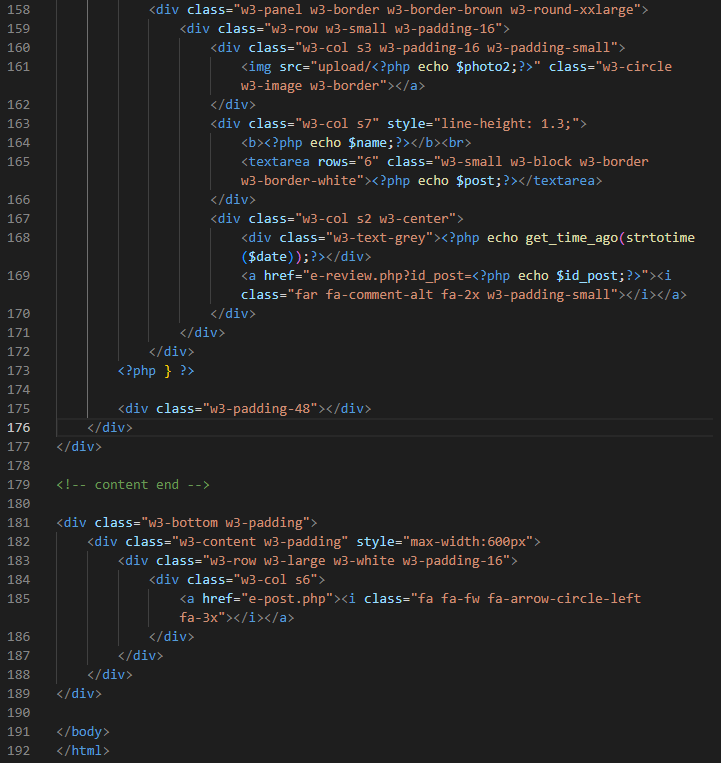 158 <div class="w3-panel w3-border w3-border-brown w3-round-xxlarge">
159 <div class="w3-row w3-small w3-padding-16">
160 <div class="w3-col s3 w3-padding-16 w3-padding-small">
161 <img src="upload/<?php echo $photo2;?>" class="w3-circle
w3-image w3-border"></a>
162 </div>
163 <div class="w3-col s7" style="line-height: 1.3;">
164 <b><?php echo $name;?></b><br>
165 <textarea rows="6" class="w3-small w3-block w3-border
w3-border-white"><?php echo $post;?></textarea>
166 </div>
167 <div class="w3-col s2 w3-center">
168 <div class="w3-text-grey"><?php echo get_time_ago(strtotime
($date));?></div>
169 <a href="e-review.php?id_post=<?php echo $id_post;?>"><i
class="far fa-comment-alt fa-2x w3-padding-small"></i></a>
170 </div>
171 </div>
172 </div>
173 <?php } ?>
174
175 <div class="w3-padding-48"></div>
176 </div>
177 </div>
178
179 <!-- content end -->
180
181 <div class="w3-bottom w3-padding">
182 <div class="w3-content w3-padding" style="max-width:600px">
183 <div class="w3-row w3-large w3-white w3-padding-16">
184 <div class="w3-col s6">
185 <a href="e-post.php"><i class="fa fa-fw fa-arrow-circle-left
fa-3x"></i></a>
186 </div>
187 </div>
188 </div>
189 </div>
190
191 </body>
192 </html>